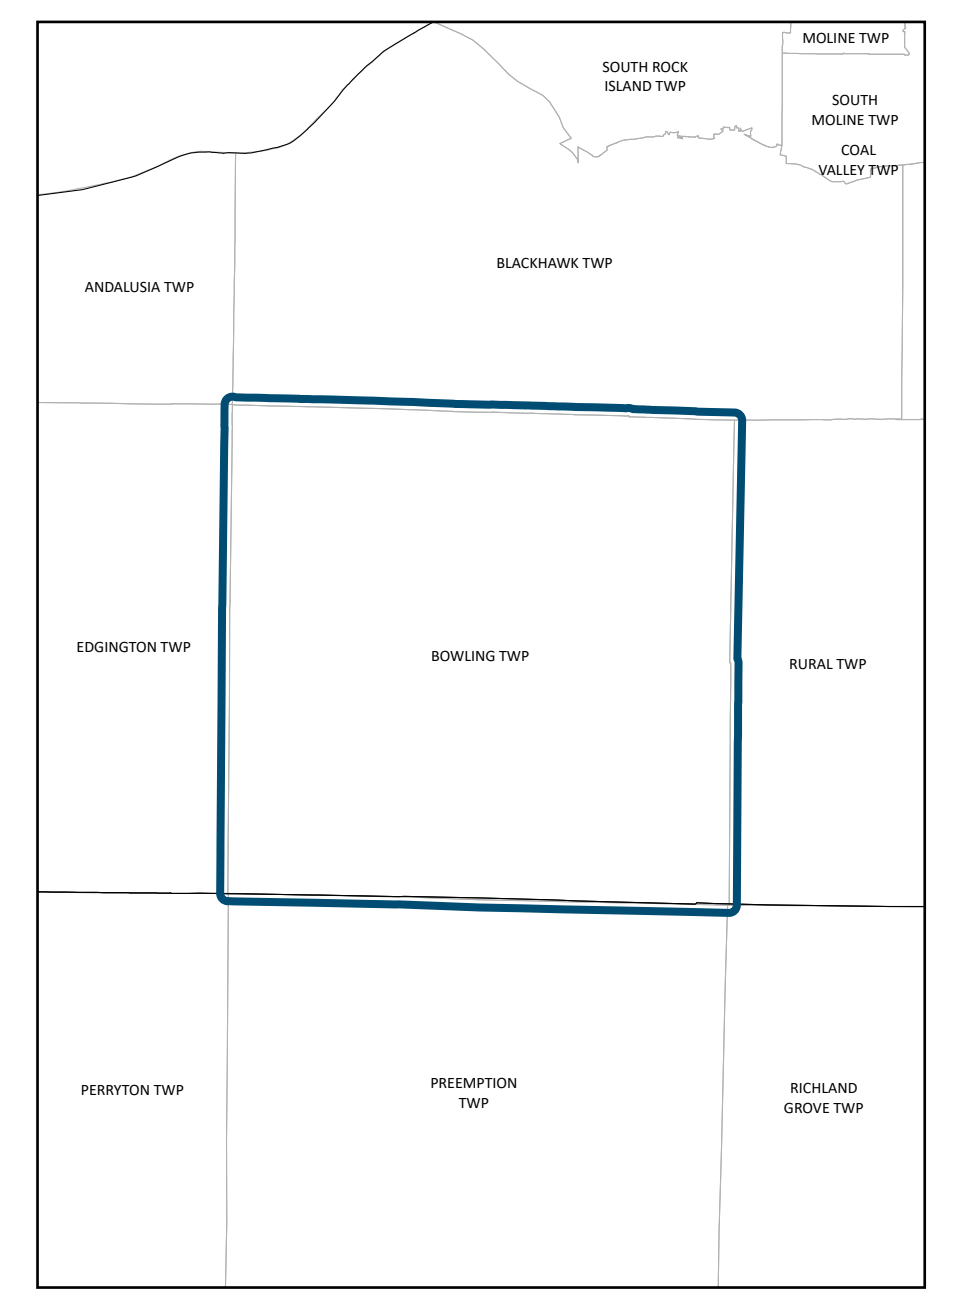 MOLINE TWP
SOUTH ROCK
ISLAND TWP
SOUTH
MOLINE TWP
COAL
VALLEY TWP
BLACKHAWK TWP
ANDALUSIA TWP
EDGINGTON TWP
BOWLING TWP
RURAL TWP
PERRYTON TWP
PREEMPTION
TWP
RICHLAND
GROVE TWP